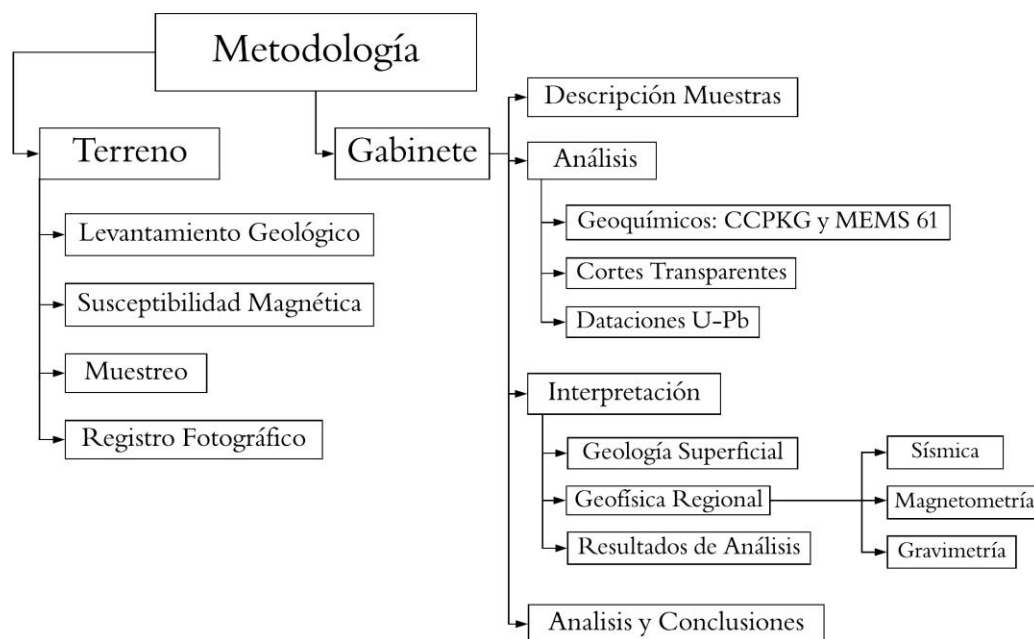 Metodología
Terreno
Levantamiento Geológico
Susceptibilidad Magnética
Muestreo
Registro Fotográfico
Gabinete
Descripción Muestras
Análisis
Geoquímicos: CCPKG y MEMS 61
Cortes Transparentes
Dataciones U-Pb
Interpretación
Geología Superficial
Geofísica Regional
Sísmica
Magnetometría
Gravimetría
Resultados de Análisis
Analisis y Conclusiones